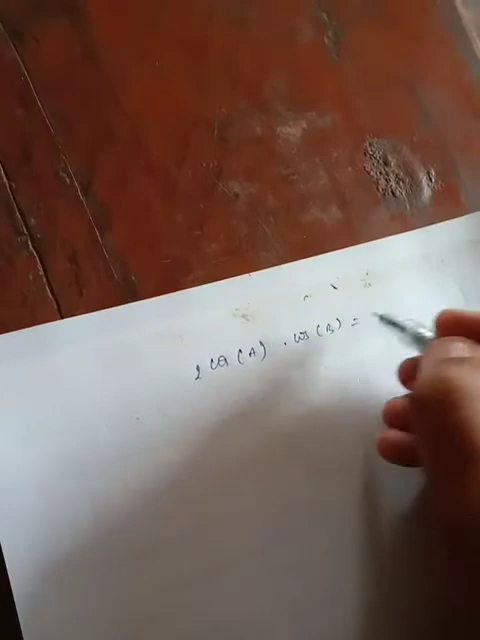 2 cos (A) . cos (B) =